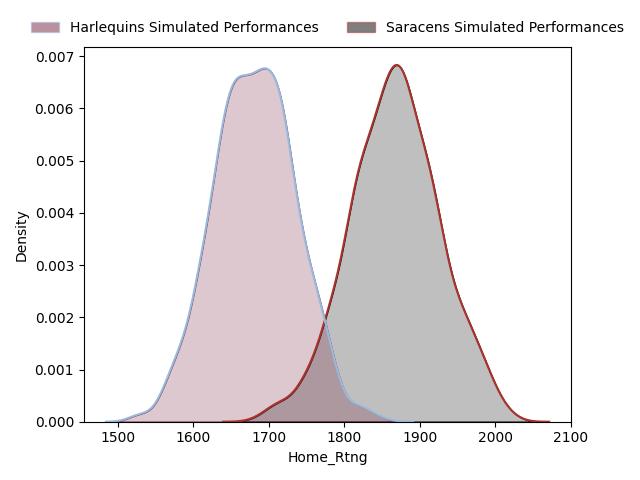 Harlequins Simulated Performances
Saracens Simulated Performances
Density
0.007
0.006
0.005
0.004
0.003
0.002
0.001
0.000
1500 1600 1700 1800 1900 2000 2100
Home_Rtng